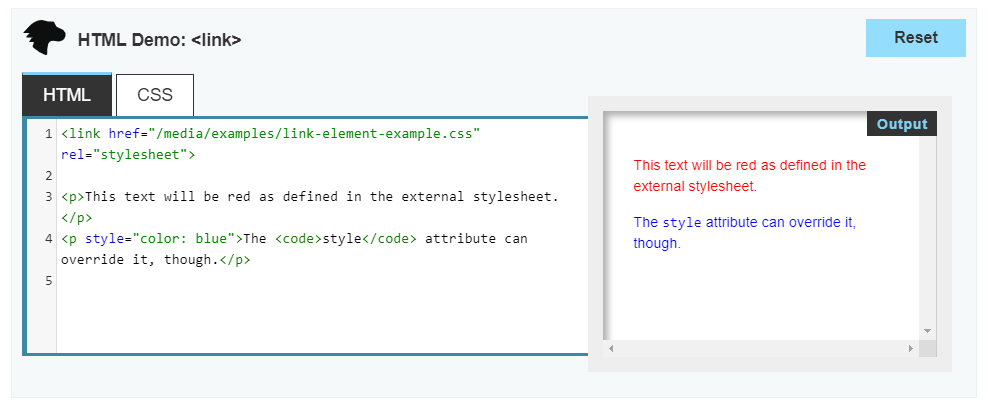 HTML Demo: <link>
Reset
HTML
CSS
1 <link href="/media/examples/link-element-example.css"
rel="stylesheet">
2
3 <p>This text will be red as defined in the external stylesheet.
</p>
4 <p style="color: blue">The <code>style</code> attribute can
override it, though.</p>
5
Output
This text will be red as defined in the
external stylesheet.
The style attribute can override it,
though.